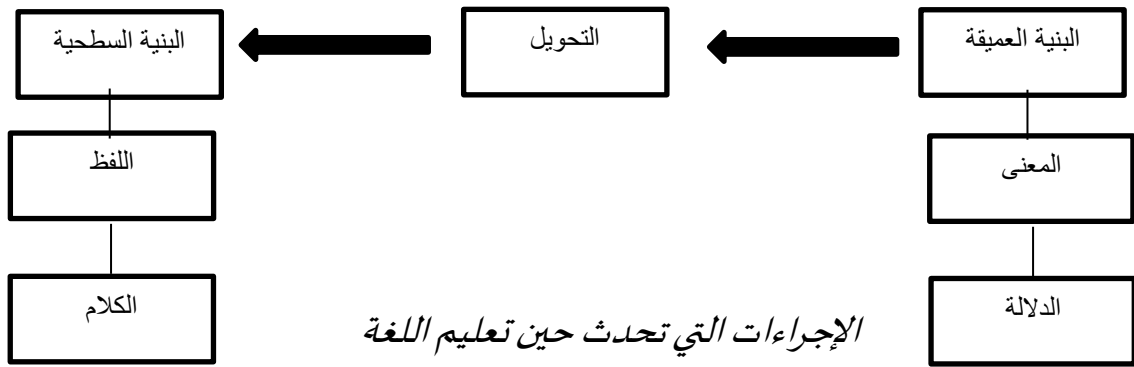 البنية العميقة
التحويل
البنية السطحية
المعنى
اللفظ
الدلالة
الكلام
الإجراءات التي تحدث حين تعليم اللغة